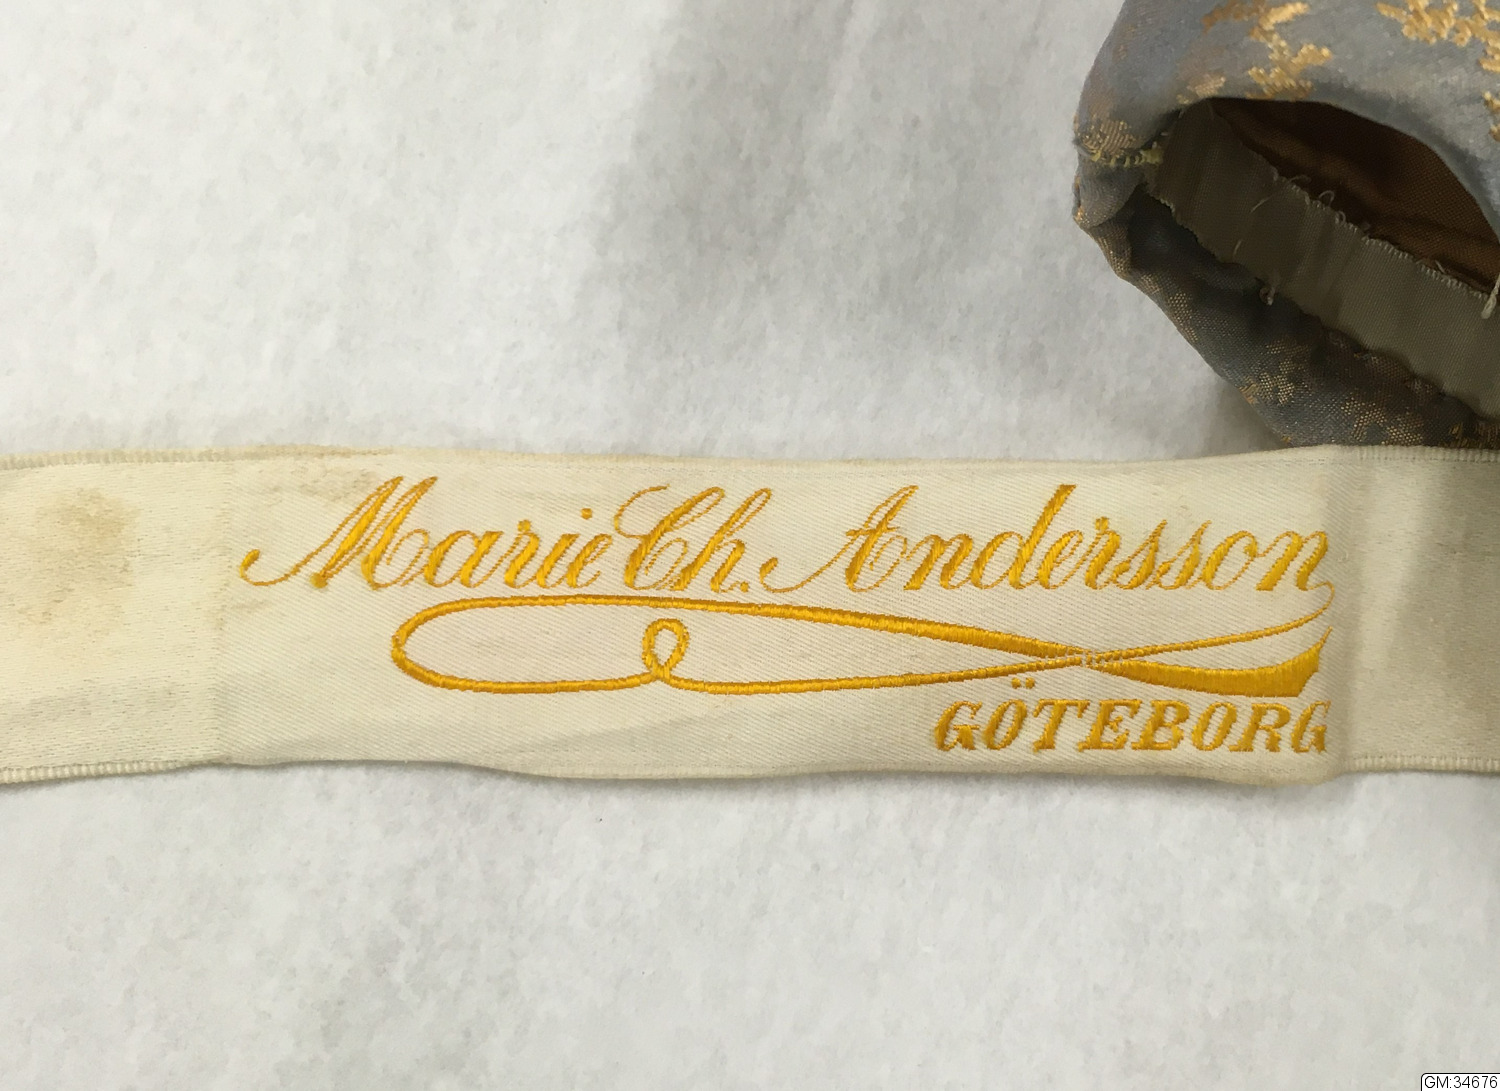 Marie Ch. Andersson
GÖTEBORG
GM:34676